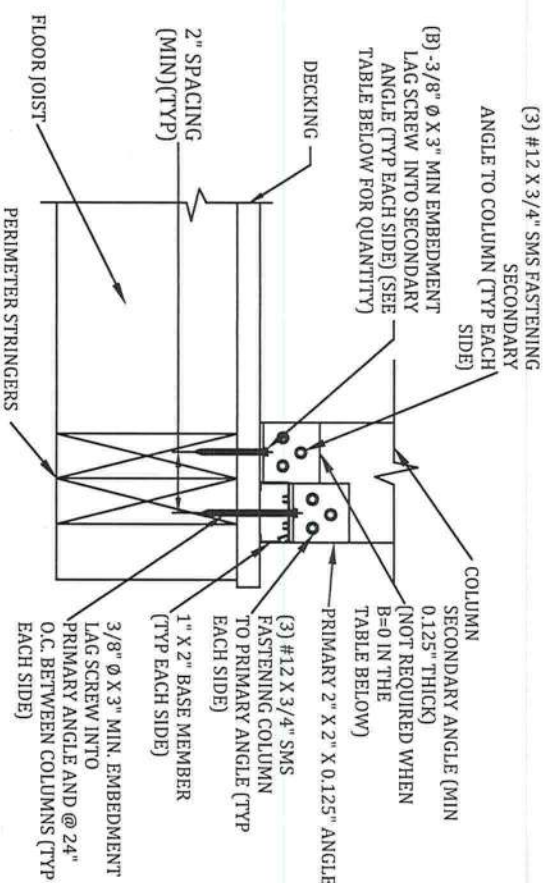 (3) #12 X 3/4" SMS FASTENING
SECONDARY
ANGLE TO COLUMN (TYP EACH
SIDE)
(B) -3/8" Ø X 3" MIN EMBEDMENT
LAG SCREW INTO SECONDARY
ANGLE (TYP EACH SIDE) (SEE
TABLE BELOW FOR QUANTITY)
DECKING
2" SPACING
(MIN)(TYP)
FLOOR JOIST
PERIMETER STRINGERS
COLUMN
SECONDARY ANGLE (MIN
0.125" THICK)
(NOT REQUIRED WHEN
B=0 IN THE
TABLE BELOW)
PRIMARY 2" X 2" X 0.125" ANGLE
(3) #12 X 3/4" SMS
FASTENING COLUMN
TO PRIMARY ANGLE (TYP
EACH SIDE)
1" X 2" BASE MEMBER
(TYP EACH SIDE)
3/8" Ø X 3" MIN. EMBEDMENT
LAG SCREW INTO
PRIMARY ANGLE AND @ 24"
O.C. BETWEEN COLUMNS (TYP
EACH SIDE)